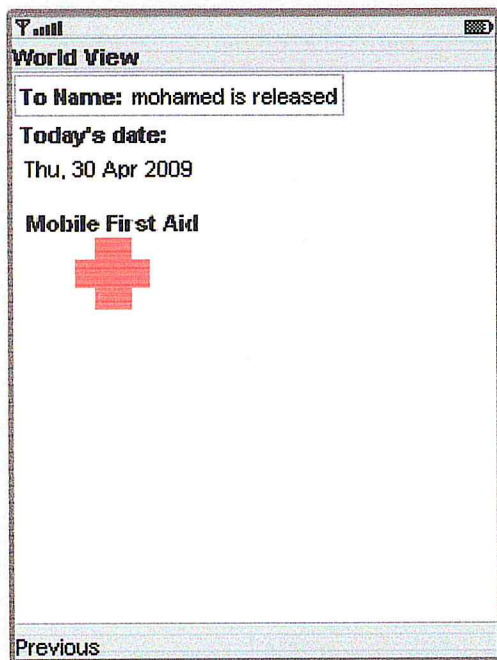 World View
To Name: mohamed is released
Today's date:
Thu, 30 Apr 2009
Mobile First Aid
Previous